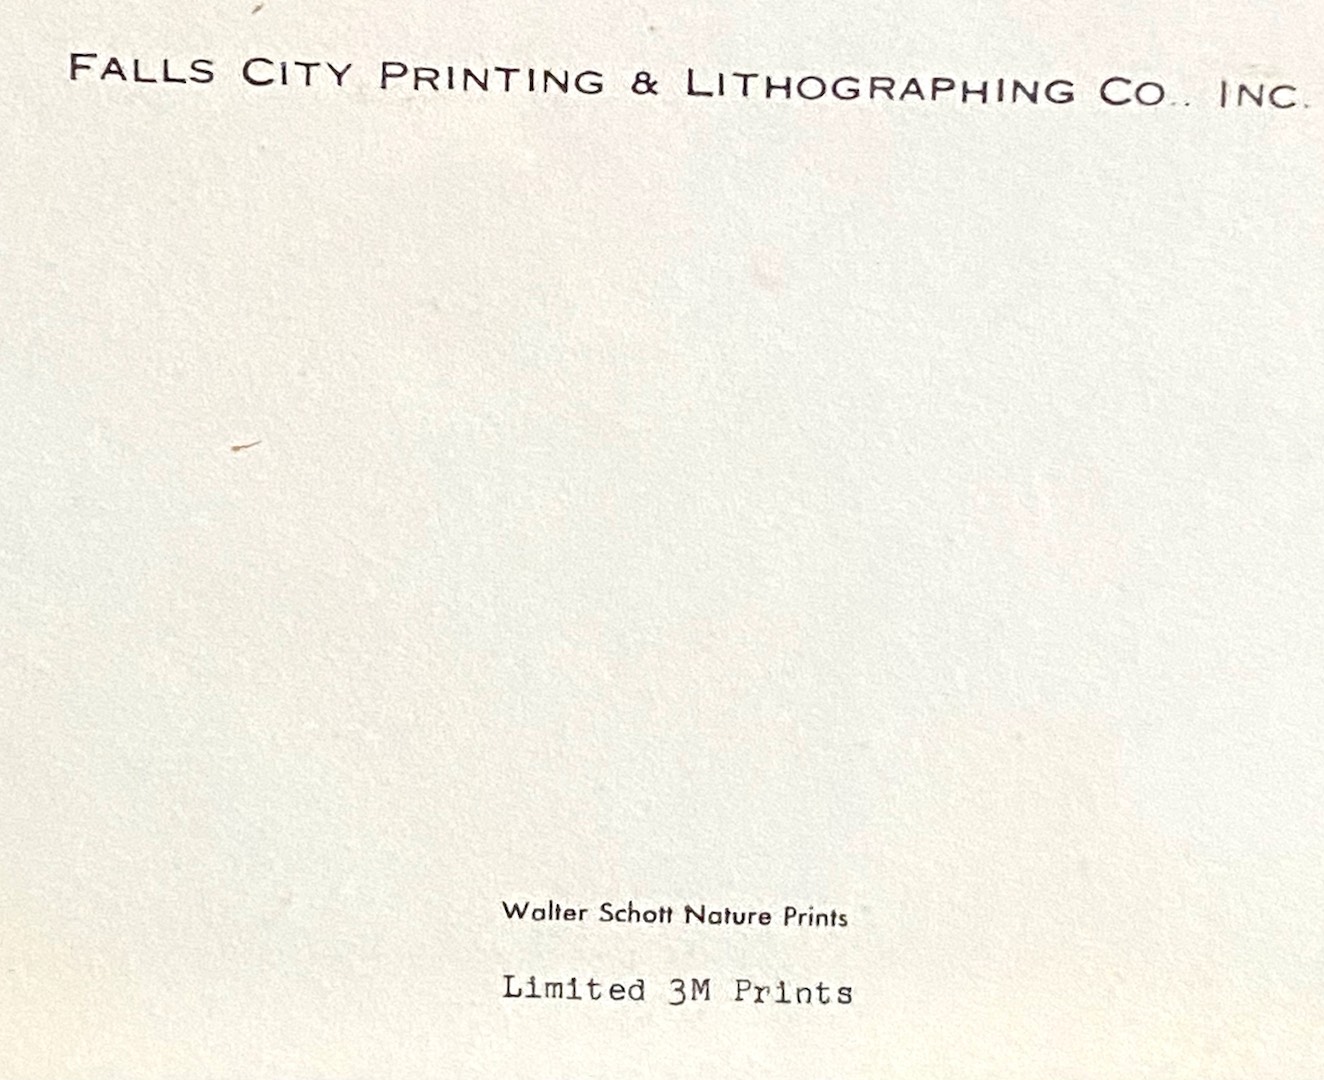 FALLS CITY PRINTING & LITHOGRAPHING CO.. INC.
Walter Schott Nature Prints
Limited 3M Prints